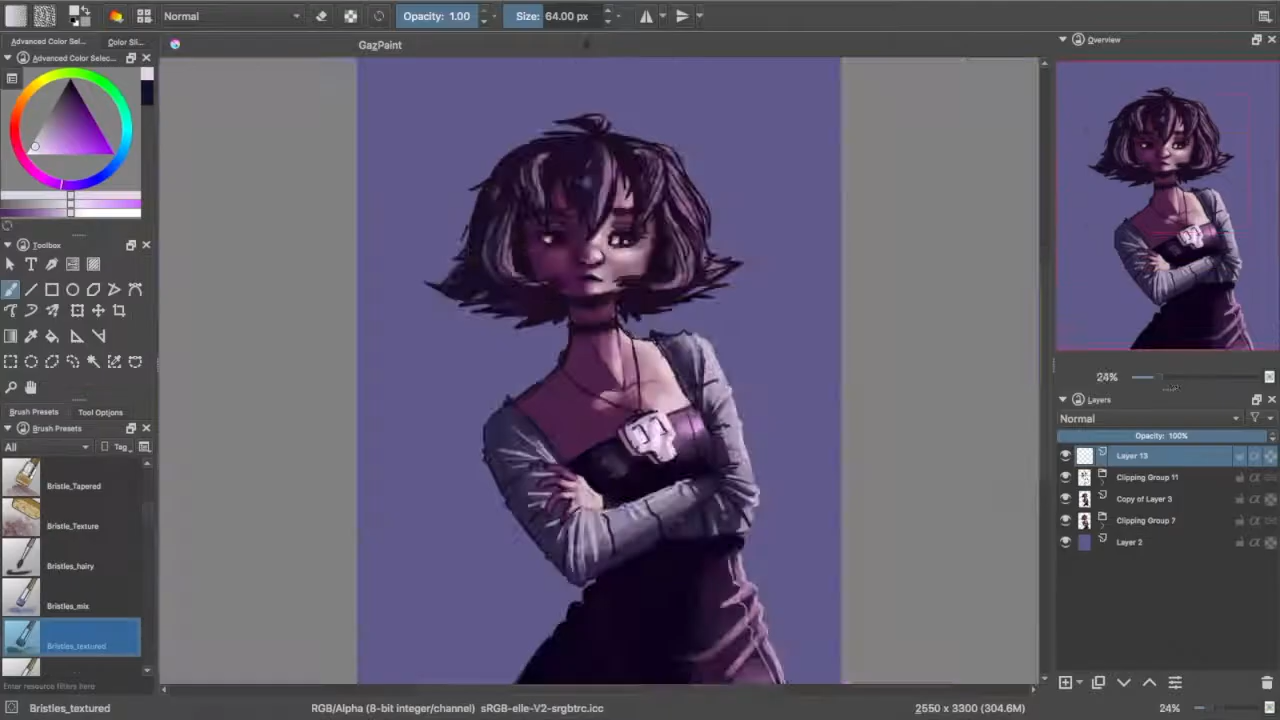 Normal
Opacity: 1.00
Size: 64.00 px
Advanced Color Sel...
Color Sli...
GazPaint
Overview
Advanced Color Selec...
Toolbox
24%
Brush Presets
Tool Options
Layers
Brush Presets
Normal
All
Tag
Opacity: 100%
Layer 13
Clipping Group 11
Bristle_Tapered
Copy of Layer 3
Clipping Group 7
Bristle_Texture
Layer 2
Bristles_hairy
Bristles_mix
Bristles_textured
Enter resource filters here
Bristles_textured
RGB/Alpha (8-bit integer/channel) sRGB-elle-V2-srgbtrc.icc
2550 x 3300 (304.6M)
24%